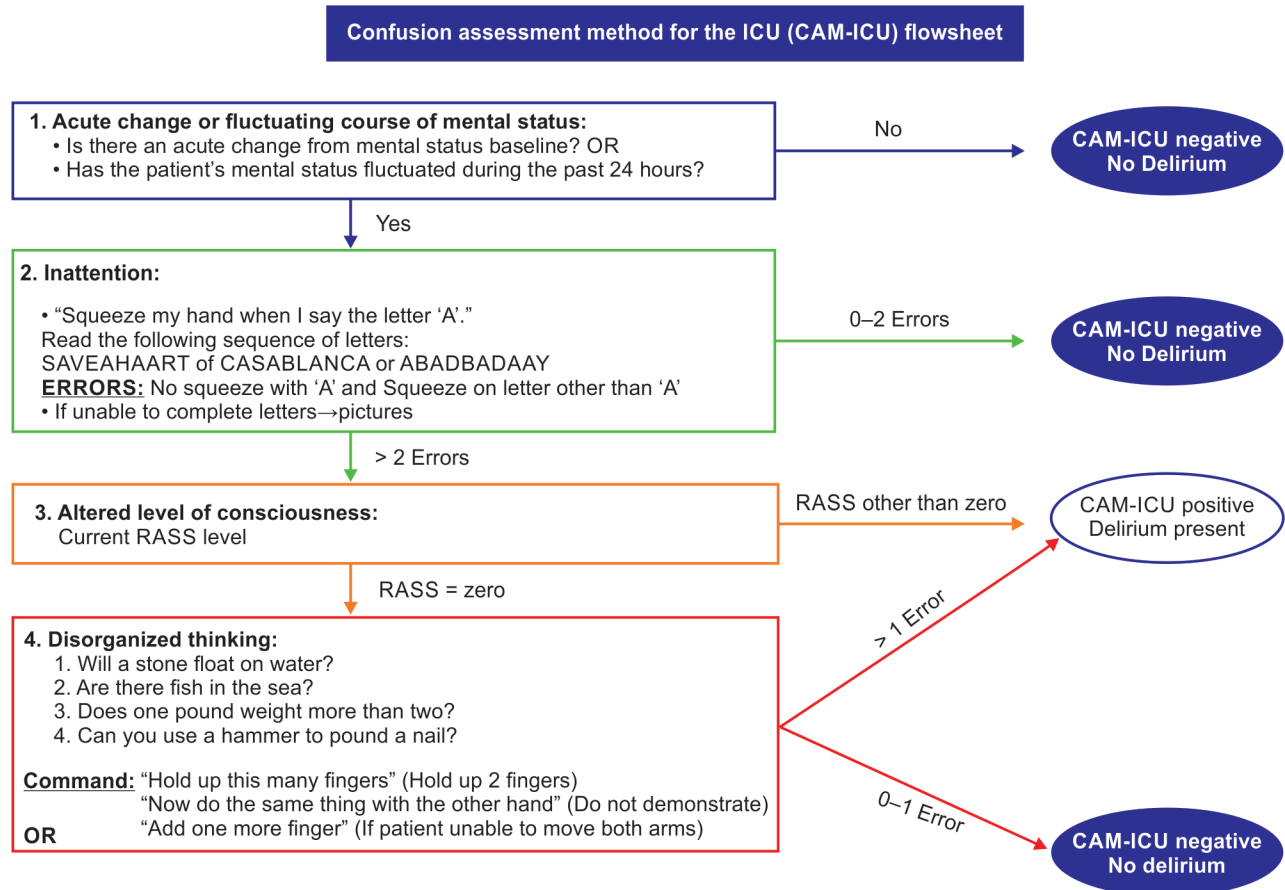 Confusion assessment method for the ICU (CAM-ICU) flowsheet
1. Acute change or fluctuating course of mental status:
• Is there an acute change from mental status baseline? OR
• Has the patient’s mental status fluctuated during the past 24 hours?
No
CAM-ICU negative
No Delirium
Yes
2. Inattention:
• “Squeeze my hand when I say the letter ‘A’.”
Read the following sequence of letters:
SAVEAHAART of CASABLANCA or ABADBADAAY
ERRORS: No squeeze with ‘A’ and Squeeze on letter other than ‘A’
• If unable to complete letters→pictures
0–2 Errors
CAM-ICU negative
No Delirium
> 2 Errors
3. Altered level of consciousness:
Current RASS level
RASS other than zero
CAM-ICU positive
Delirium present
RASS = zero
4. Disorganized thinking:
1. Will a stone float on water?
2. Are there fish in the sea?
3. Does one pound weight more than two?
4. Can you use a hammer to pound a nail?
Command: “Hold up this many fingers” (Hold up 2 fingers)
“Now do the same thing with the other hand” (Do not demonstrate)
OR “Add one more finger” (If patient unable to move both arms)
> 1 Error
0–1 Error
CAM-ICU negative
No delirium